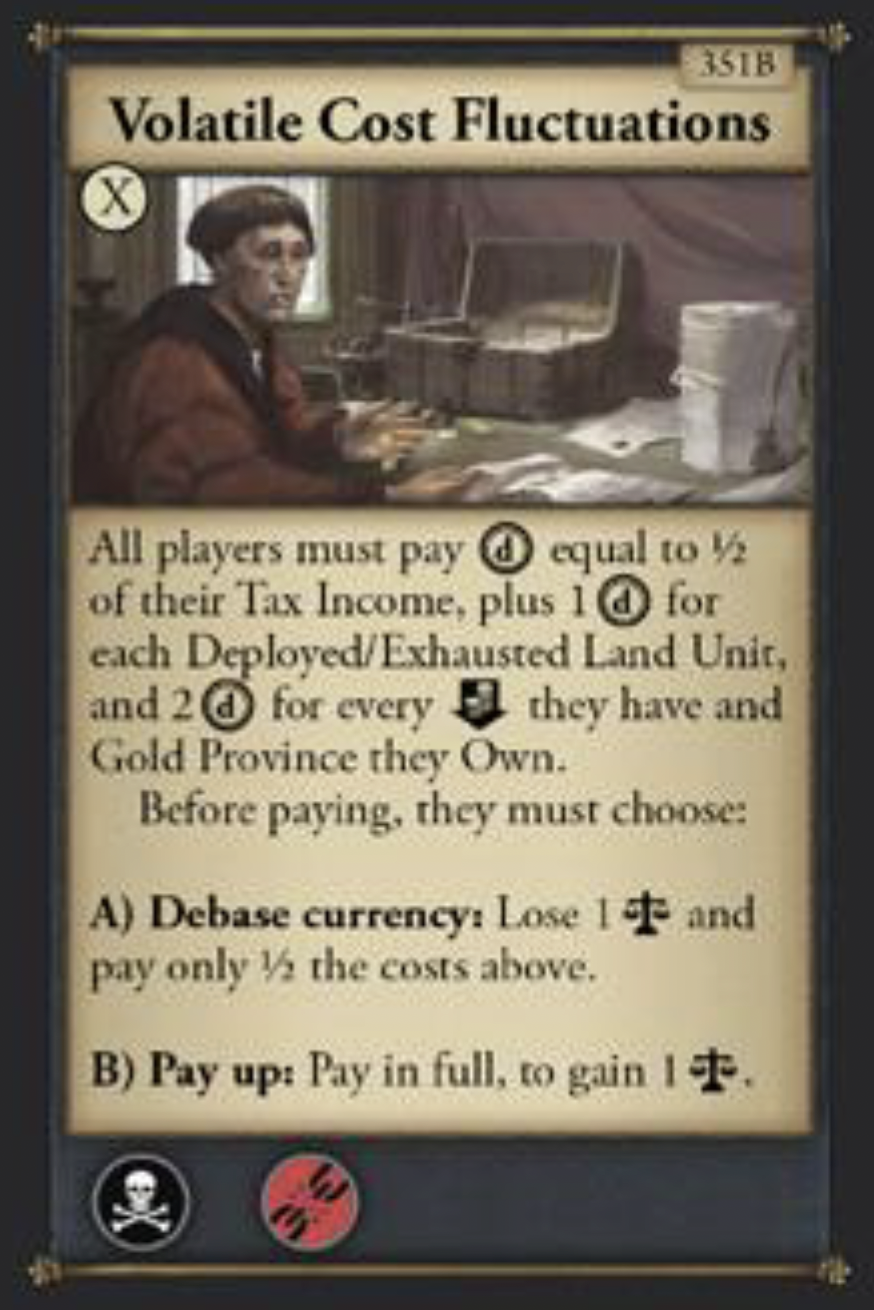 351B
Volatile Cost Fluctuations
X
All players must pay d equal to ½
of their Tax Income, plus 1 d for
each Deployed/Exhausted Land Unit,
and 2 d for every they have and
Gold Province they Own.
Before paying, they must choose:
A) Debase currency: Lose 1 and
pay only ½ the costs above.
B) Pay up: Pay in full, to gain 1 .